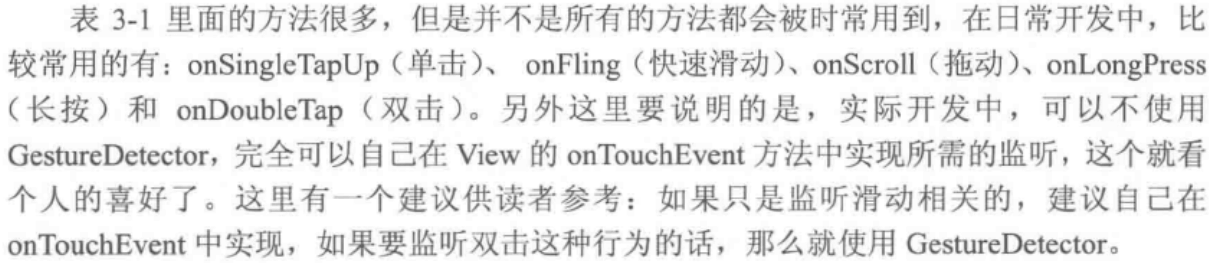 表 3-1 里面的方法很多，但是并不是所有的方法都会被时常用到，在日常开发中，比
较常用的有：onSingleTapUp（单击）、 onFling（快速滑动）、onScroll（拖动）、onLongPress
（长按）和 onDoubleTap（双击）。另外这里要说明的是，实际开发中，可以不使用
GestureDetector，完全可以自己在 View 的 onTouchEvent 方法中实现所需的监听，这个就看
个人的喜好了。这里有一个建议供读者参考：如果只是监听滑动相关的，建议自己在
onTouchEvent 中实现，如果要监听双击这种行为的话，那么就使用 GestureDetector。